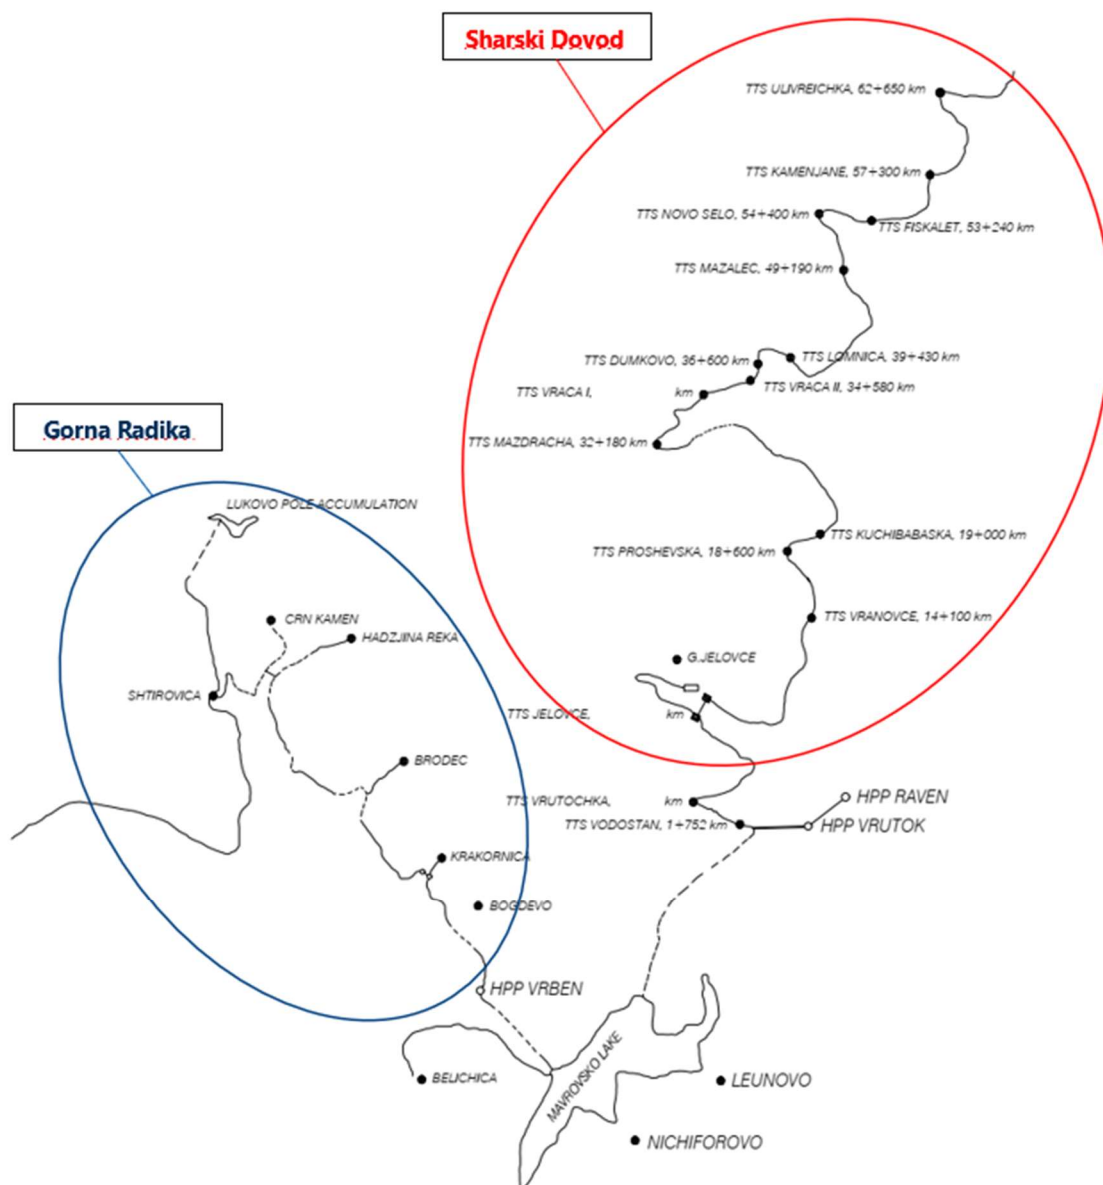 Sharski Dovod
TTS ULIVREICHKA, 62+650 km
TTS KAMENJANE, 57+300 km
TTS NOVO SELO, 54+400 km
TTS FISKALET, 53+240 km
TTS MAZALEC, 49+190 km
TTS DUMKOVO, 36+600 km
TTS LOMNICA, 39+430 km
TTS VRACA I, km
TTS VRACA II, 34+580 km
Gorna Radika
TTS MAZDRACHA, 32+180 km
LUKOVO POLE ACCUMULATION
TTS KUCHIBABASKA, 19+000 km
TTS PROSHEVSKA, 18+600 km
CRN KAMEN
TTS VRANOVCE, 14+100 km
HADZJINA REKA
G.JELOVCE
SHTIROVICA
TTS JELOVCE, km
BRODEC
TTS VRUTOCHKA, km
HPP RAVEN
TTS VODOSTAN, 1+752 km
HPP VRUTOK
KRAKORNICA
BOGDEVO
HPP VRBEN
MAVROVSKO LAKE
BELICHICA
LEUNOVO
NICHIFOROVO